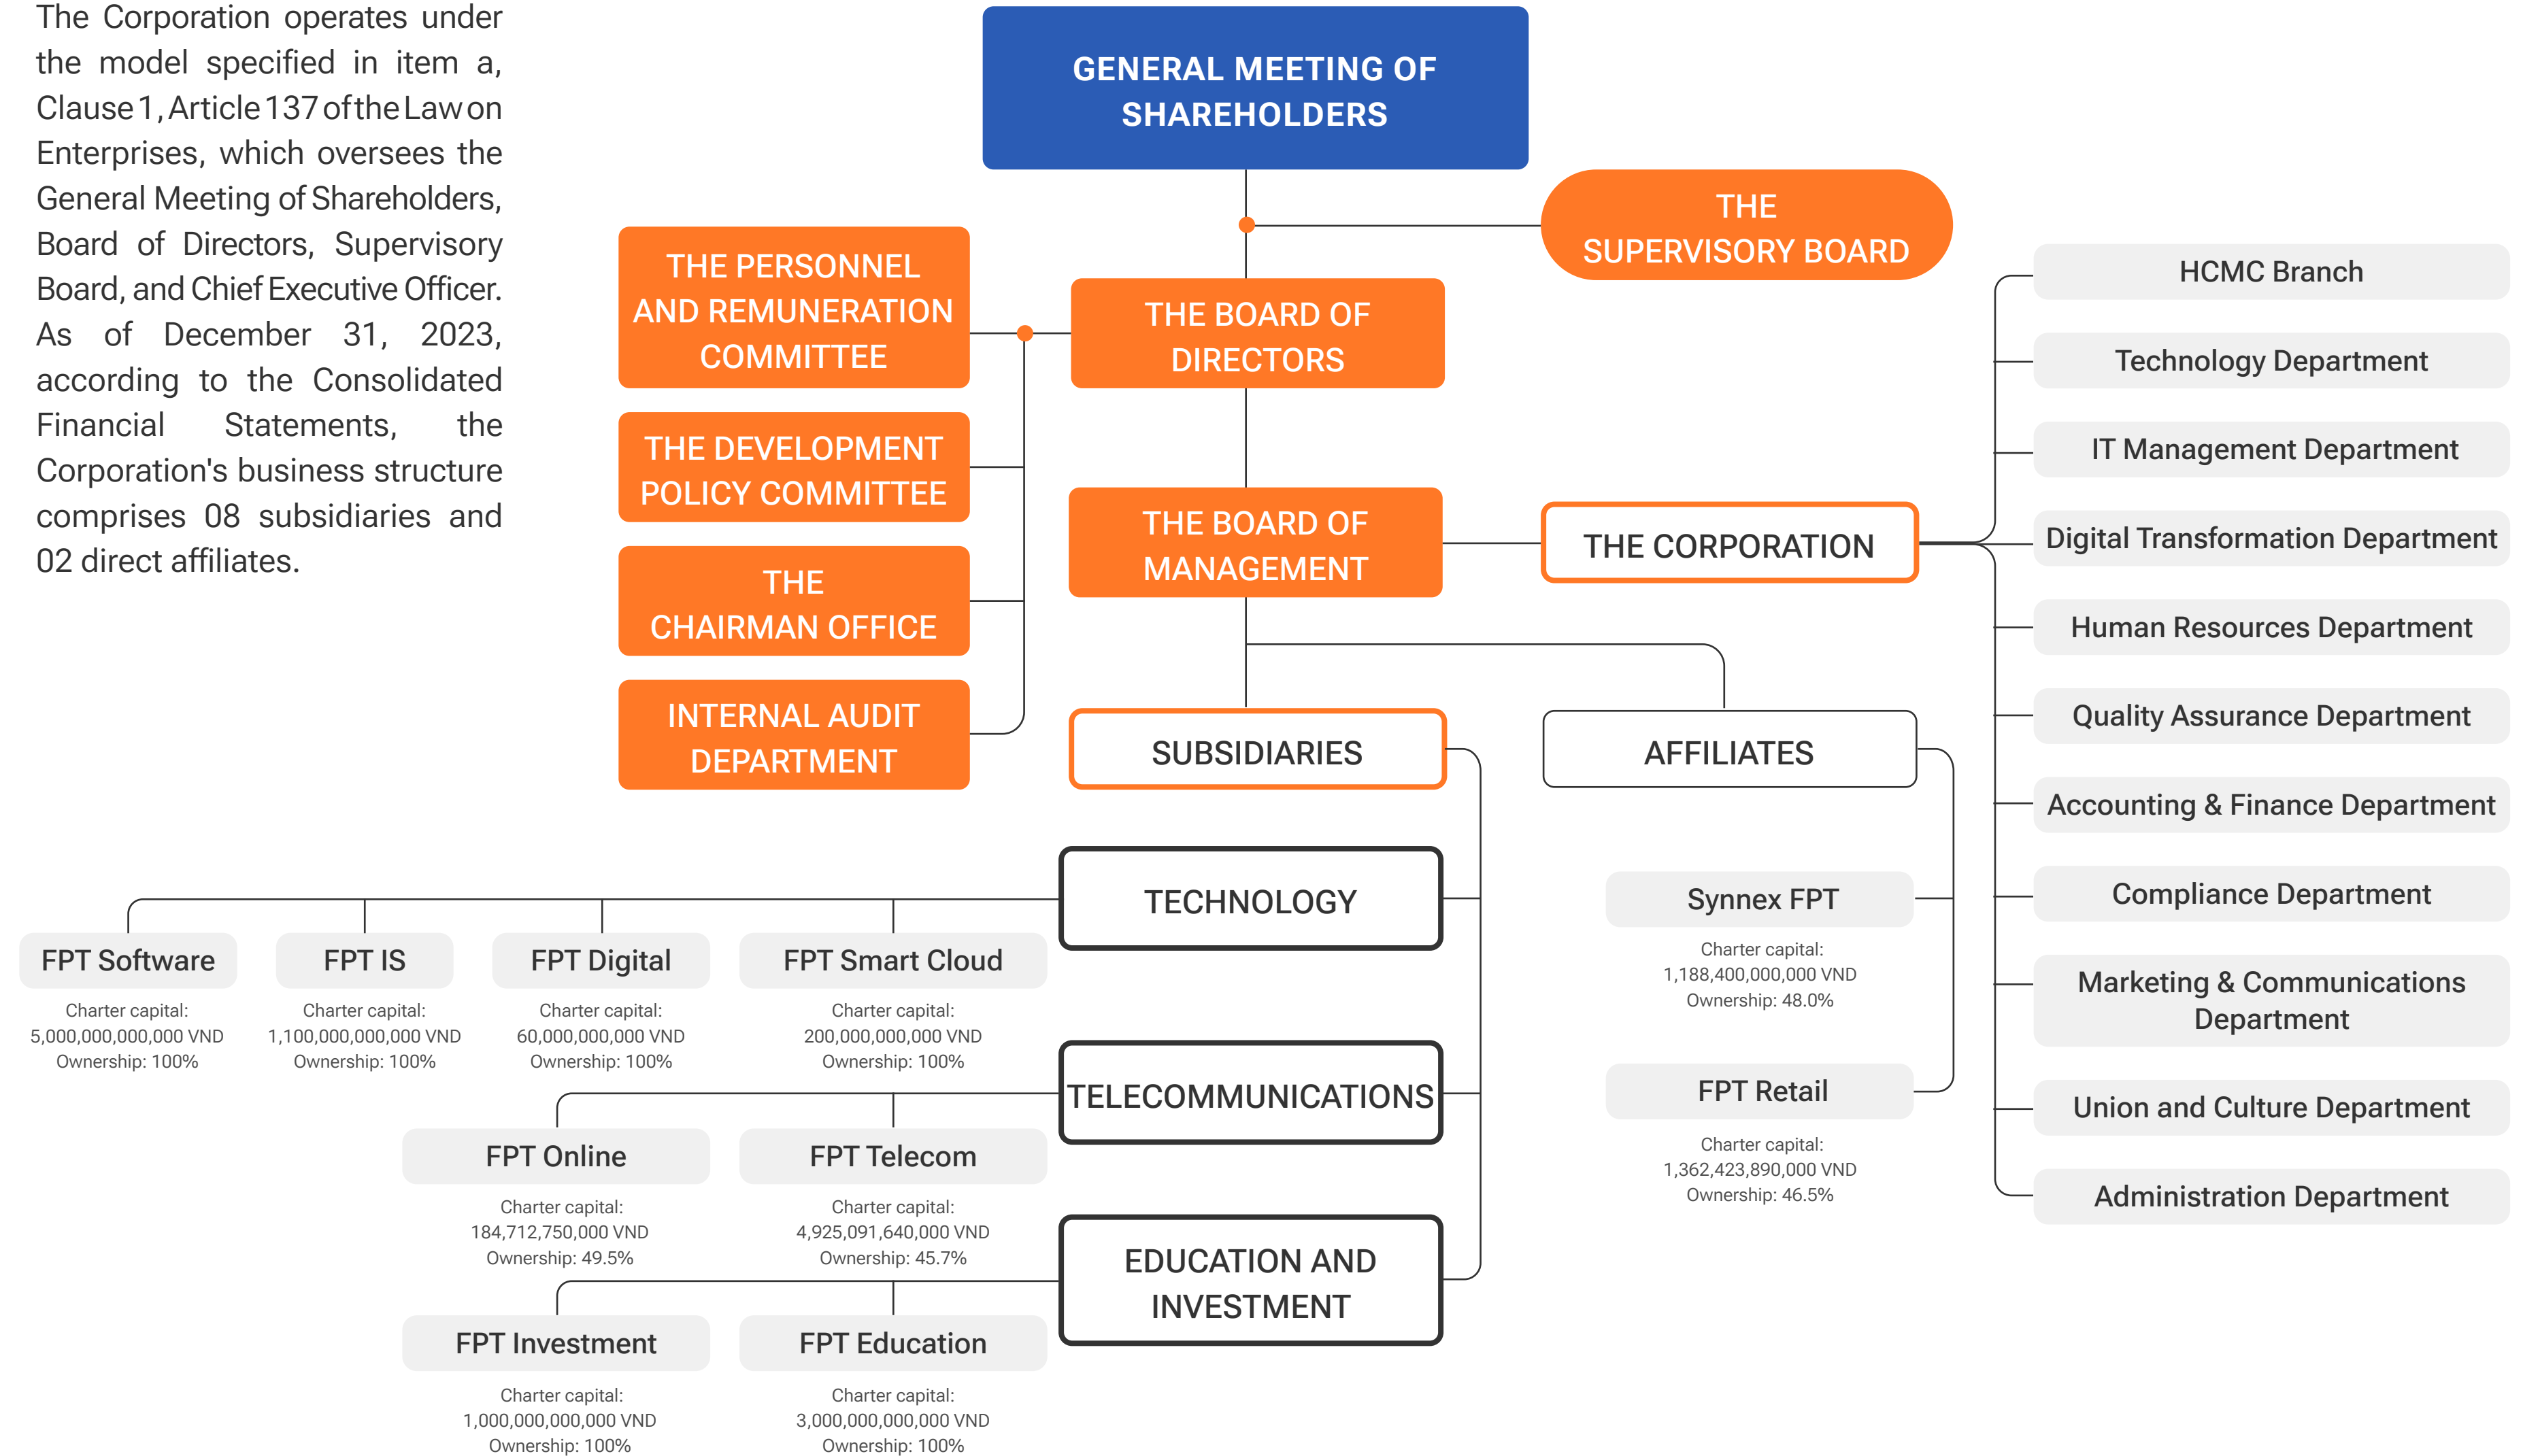 The Corporation operates under
the model specified in item a,
Clause 1, Article 137 of the Law on
Enterprises, which oversees the
General Meeting of Shareholders,
Board of Directors, Supervisory
Board, and Chief Executive Officer.
As of December 31, 2023,
according to the Consolidated
Financial Statements, the
Corporation's business structure
comprises 08 subsidiaries and
02 direct affiliates.
GENERAL MEETING OF
SHAREHOLDERS
THE
SUPERVISORY BOARD
THE BOARD OF
DIRECTORS
THE PERSONNEL
AND REMUNERATION
COMMITTEE
THE DEVELOPMENT
POLICY COMMITTEE
THE
CHAIRMAN OFFICE
INTERNAL AUDIT
DEPARTMENT
THE BOARD OF
MANAGEMENT
THE CORPORATION
HCMC Branch
Technology Department
IT Management Department
Digital Transformation Department
Human Resources Department
Quality Assurance Department
Accounting & Finance Department
Compliance Department
Marketing & Communications
Department
Union and Culture Department
Administration Department
SUBSIDIARIES
AFFILIATES
TECHNOLOGY
FPT Software
Charter capital:
5,000,000,000,000 VND
Ownership: 100%
FPT IS
Charter capital:
1,100,000,000,000 VND
Ownership: 100%
FPT Digital
Charter capital:
60,000,000,000 VND
Ownership: 100%
FPT Smart Cloud
Charter capital:
200,000,000,000 VND
Ownership: 100%
TELECOMMUNICATIONS
FPT Online
Charter capital:
184,712,750,000 VND
Ownership: 49.5%
FPT Telecom
Charter capital:
4,925,091,640,000 VND
Ownership: 45.7%
EDUCATION AND
INVESTMENT
FPT Investment
Charter capital:
1,000,000,000,000 VND
Ownership: 100%
FPT Education
Charter capital:
3,000,000,000,000 VND
Ownership: 100%
Synnex FPT
Charter capital:
1,188,400,000,000 VND
Ownership: 48.0%
FPT Retail
Charter capital:
1,362,423,890,000 VND
Ownership: 46.5%